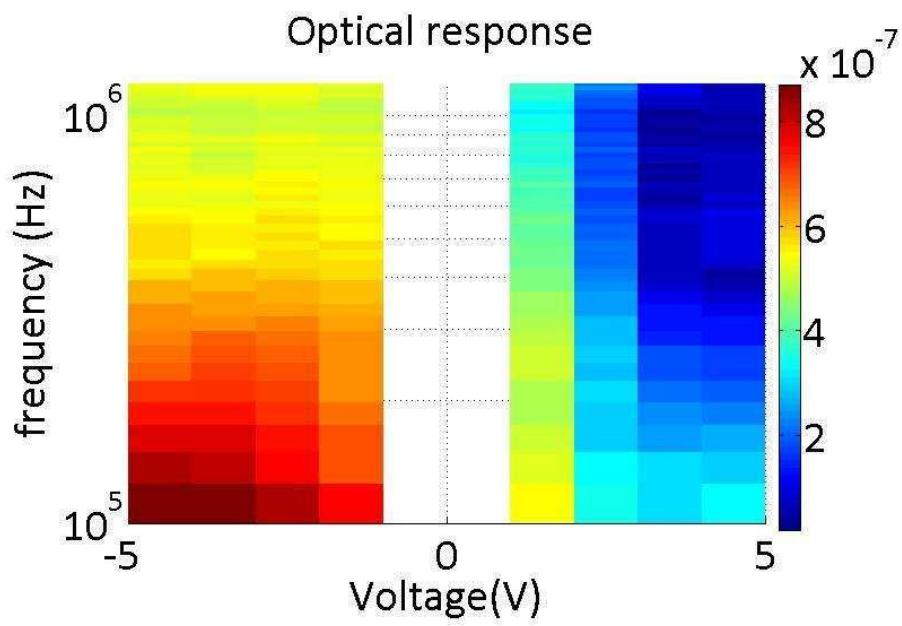 Optical response
x 10^-7
10^6
8
6
4
2
10^5
-5
0
5
frequency (Hz)
Voltage(V)